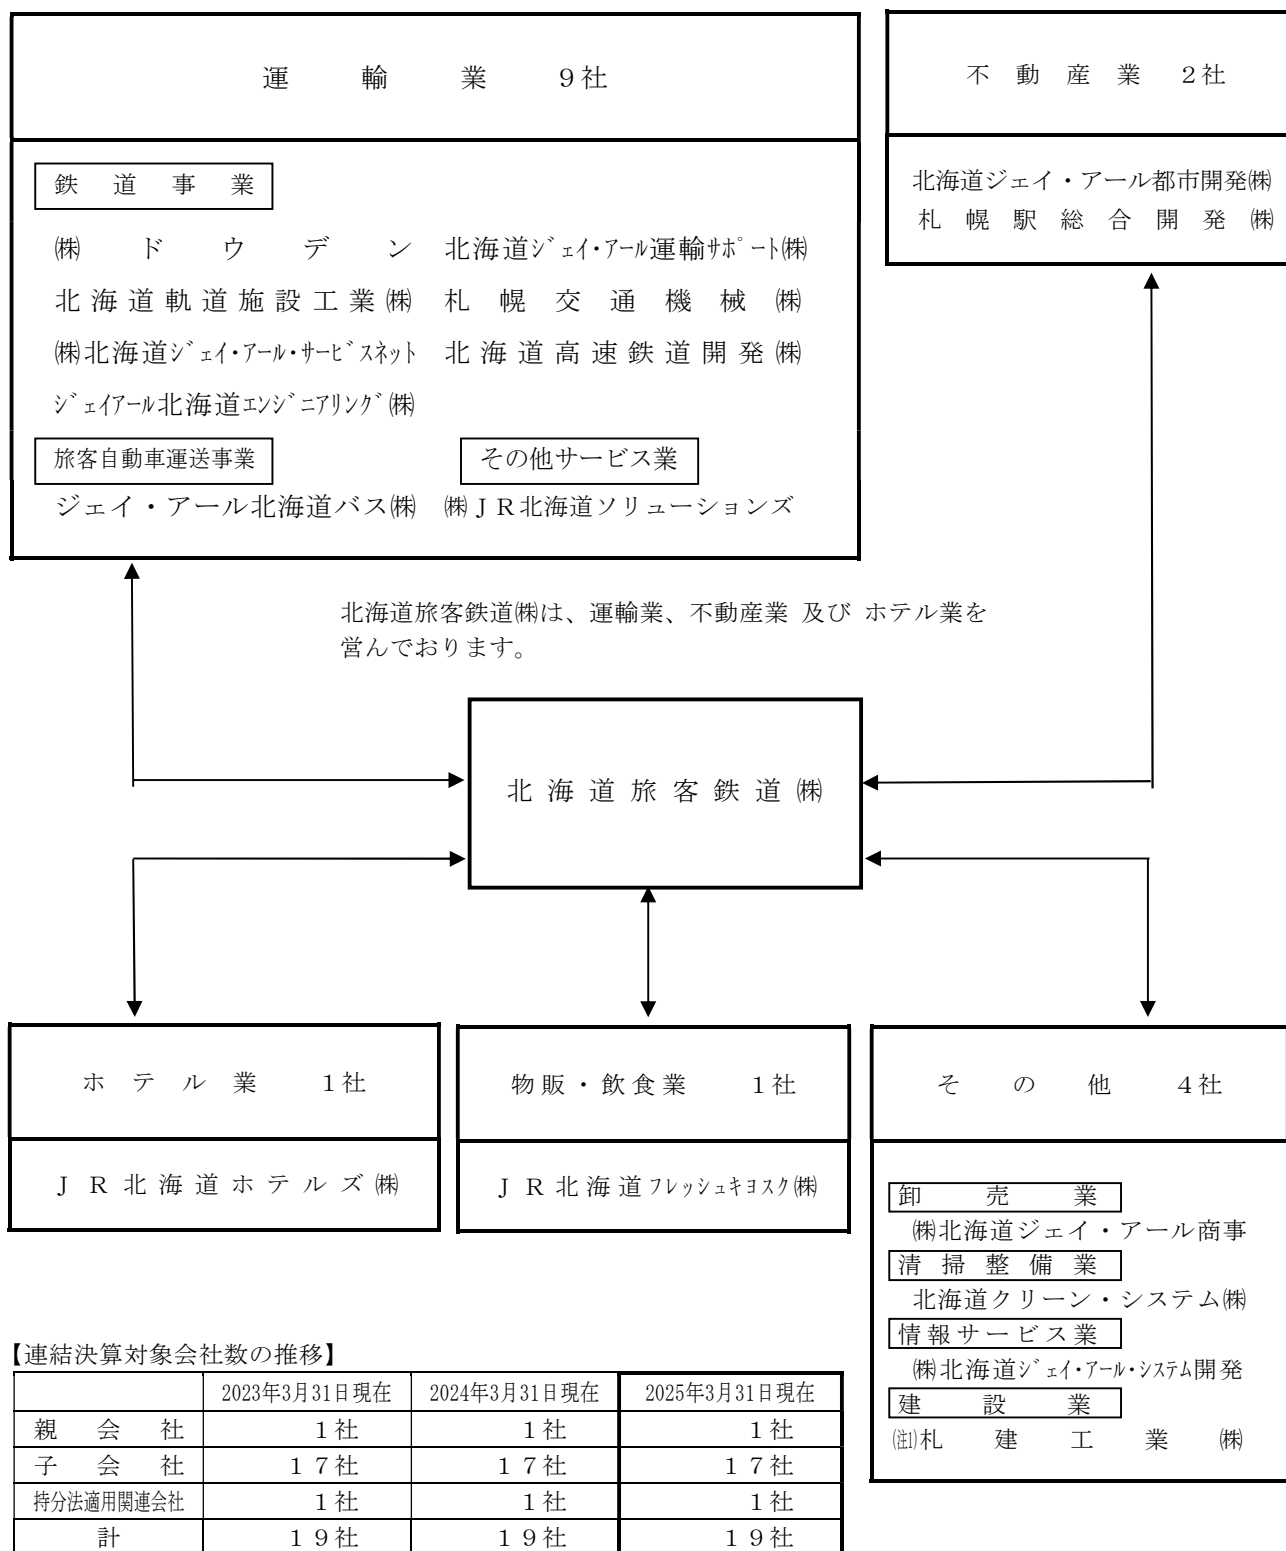 運輸業 9社
鉄道事業
㈱ドウデン 北海道ジェイ・アール運輸サポート㈱
北海道軌道施設工業㈱ 札幌交通機械㈱
㈱北海道ジェイ・アール・サービスネット 北海道高速鉄道開発㈱
ジェイアール北海道エンジニアリング㈱
旅客自動車運送事業 その他サービス業
ジェイ・アール北海道バス㈱ ㈱JR北海道ソリューションズ
不動産業 2社
北海道ジェイ・アール都市開発㈱
札幌駅総合開発㈱
北海道旅客鉄道㈱は、運輸業、不動産業 及び ホテル業を
営んでおります。
北海道旅客鉄道㈱
ホテル業 1社
JR北海道ホテルズ㈱
物販・飲食業 1社
JR北海道フレッシュキヨスク㈱
その他 4社
卸売業
㈱北海道ジェイ・アール商事
清掃整備業
北海道クリーン・システム㈱
情報サービス業
㈱北海道ジェイ・アール・システム開発
建設業
(注1)札建工業㈱
【連結決算対象会社数の推移】
2023年3月31日現在 2024年3月31日現在 2025年3月31日現在
親会社 1社 1社 1社
子会社 17社 17社 17社
持分法適用関連会社 1社 1社 1社
計 19社 19社 19社